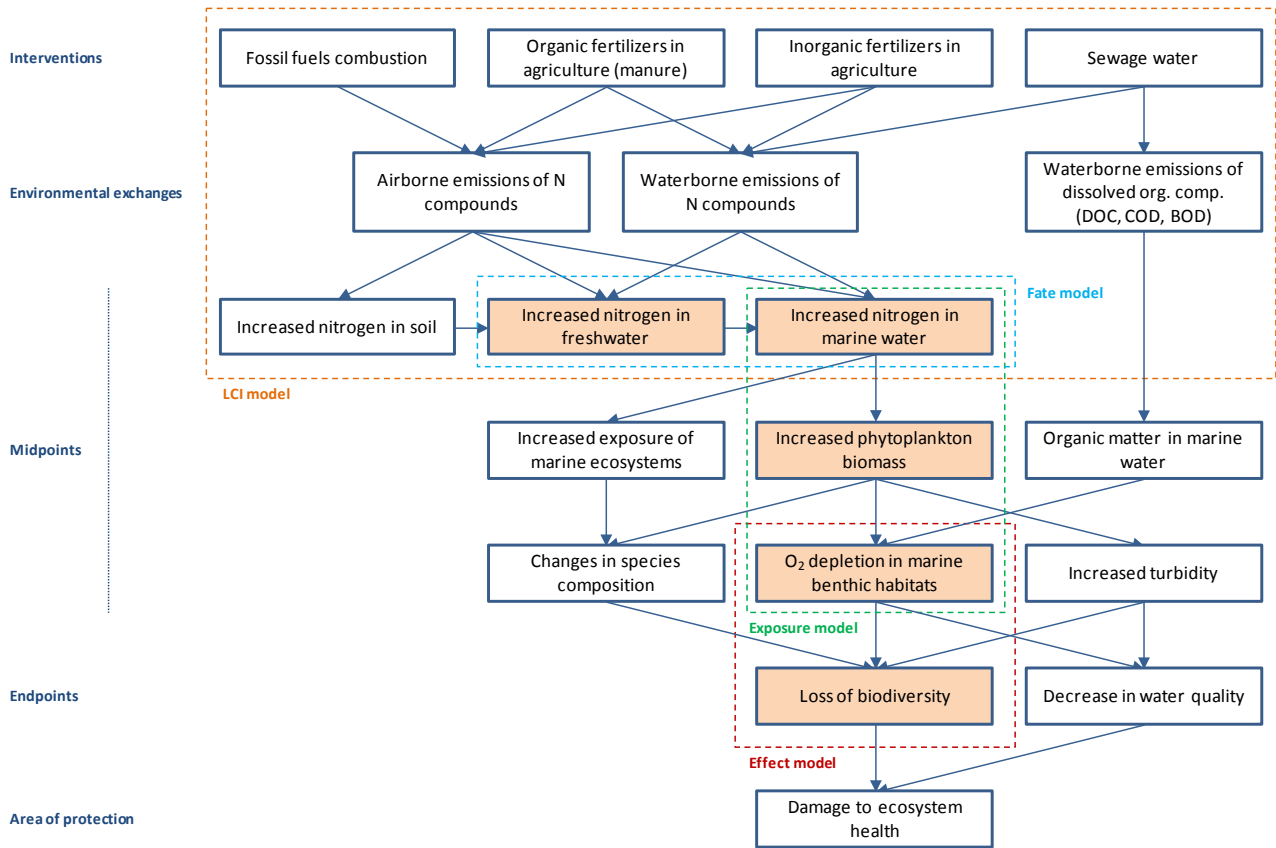 Interventions
Fossil fuels combustion
Organic fertilizers in
agriculture (manure)
Inorganic fertilizers in
agriculture
Sewage water
Environmental exchanges
Airborne emissions of N
compounds
Waterborne emissions of
N compounds
Waterborne emissions of
dissolved org. comp.
(DOC, COD, BOD)
Fate model
Increased nitrogen in soil
Increased nitrogen in
freshwater
Increased nitrogen in
marine water
LCI model
Midpoints
Increased exposure of
marine ecosystems
Increased phytoplankton
biomass
Organic matter in marine
water
Changes in species
composition
O₂ depletion in marine
benthic habitats
Increased turbidity
Exposure model
Endpoints
Loss of biodiversity
Decrease in water quality
Effect model
Area of protection
Damage to ecosystem
health